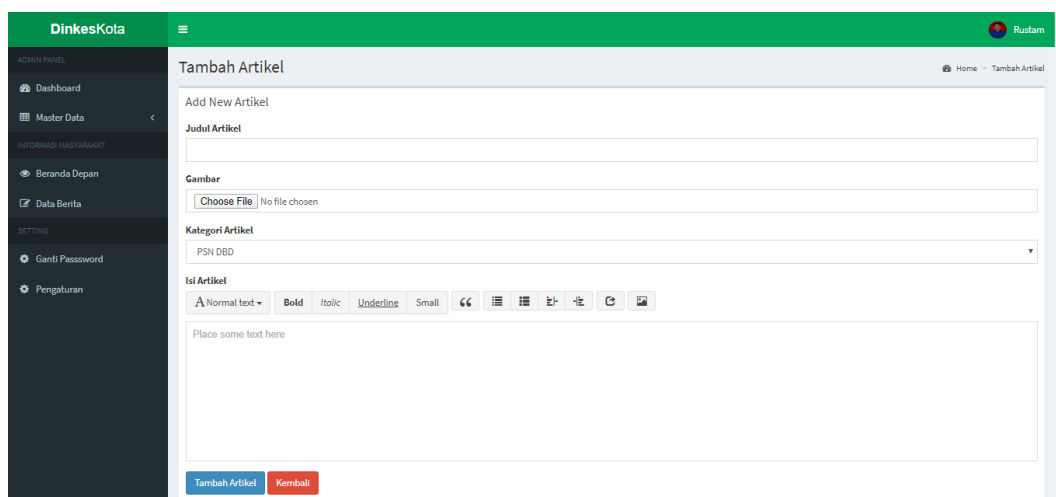 DinkesKota
Rustam
ADMIN PANEL
Dashboard
Master Data
INFORMASI MASYARAKAT
Beranda Depan
Data Berita
SETTING
Ganti Passsword
Pengaturan
Tambah Artikel
Home > Tambah Artikel
Add New Artikel
Judul Artikel
Gambar
Choose File No file chosen
Kategori Artikel
PSN DBD
Isi Artikel
A Normal text Bold Italic Underline Small
Place some text here
Tambah Artikel Kembali